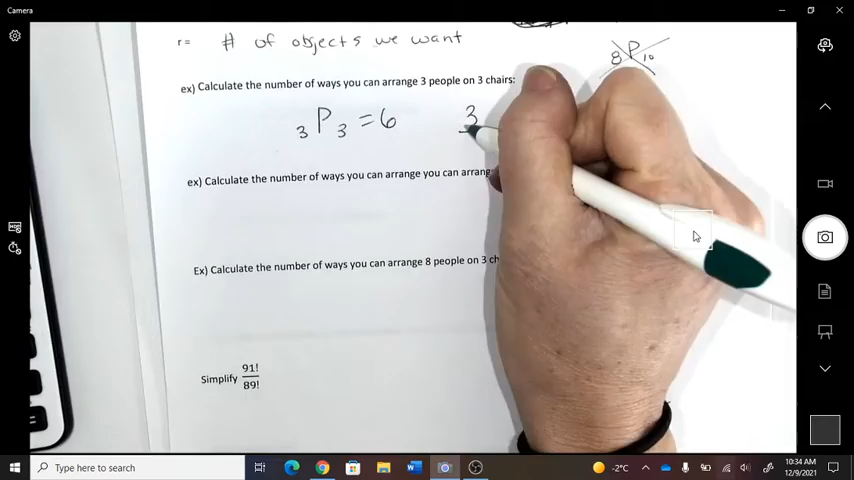 Camera
r= # of objects we want
8P10
ex) Calculate the number of ways you can arrange 3 people on 3 chairs:
3P3 = 6 3
ex) Calculate the number of ways you can arrange you can arrang
Ex) Calculate the number of ways you can arrange 8 people on 3 ch
Simplify 91!/89!
Type here to search
-2°C
10:34 AM
12/9/2021